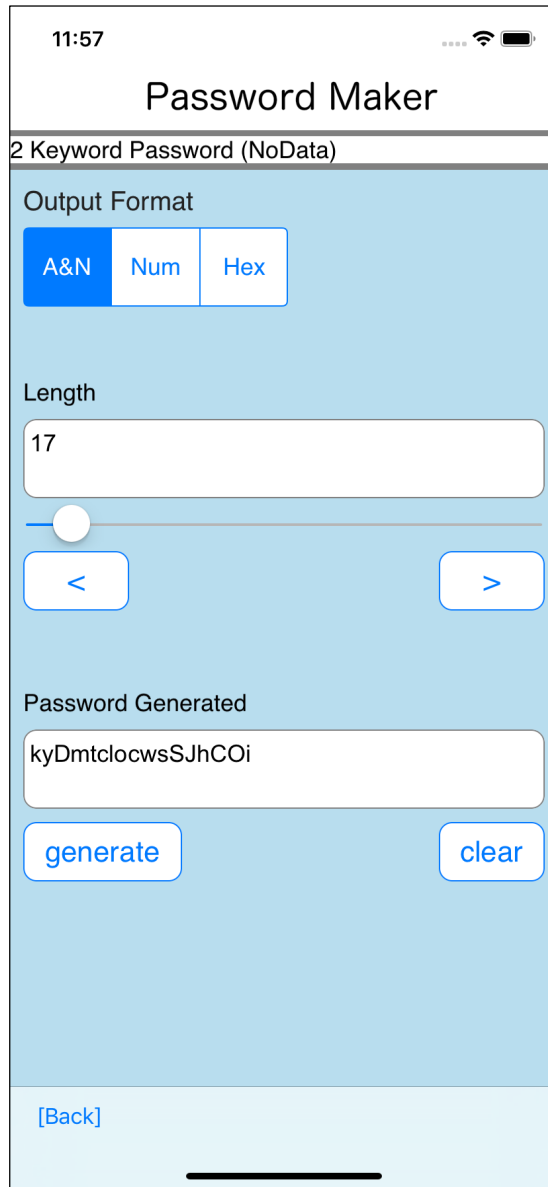 11:57
Password Maker
2 Keyword Password (NoData)
Output Format
A&N Num Hex
Length
17
< >
Password Generated
kyDmtclocwsSJhCOi
generate clear
[Back]